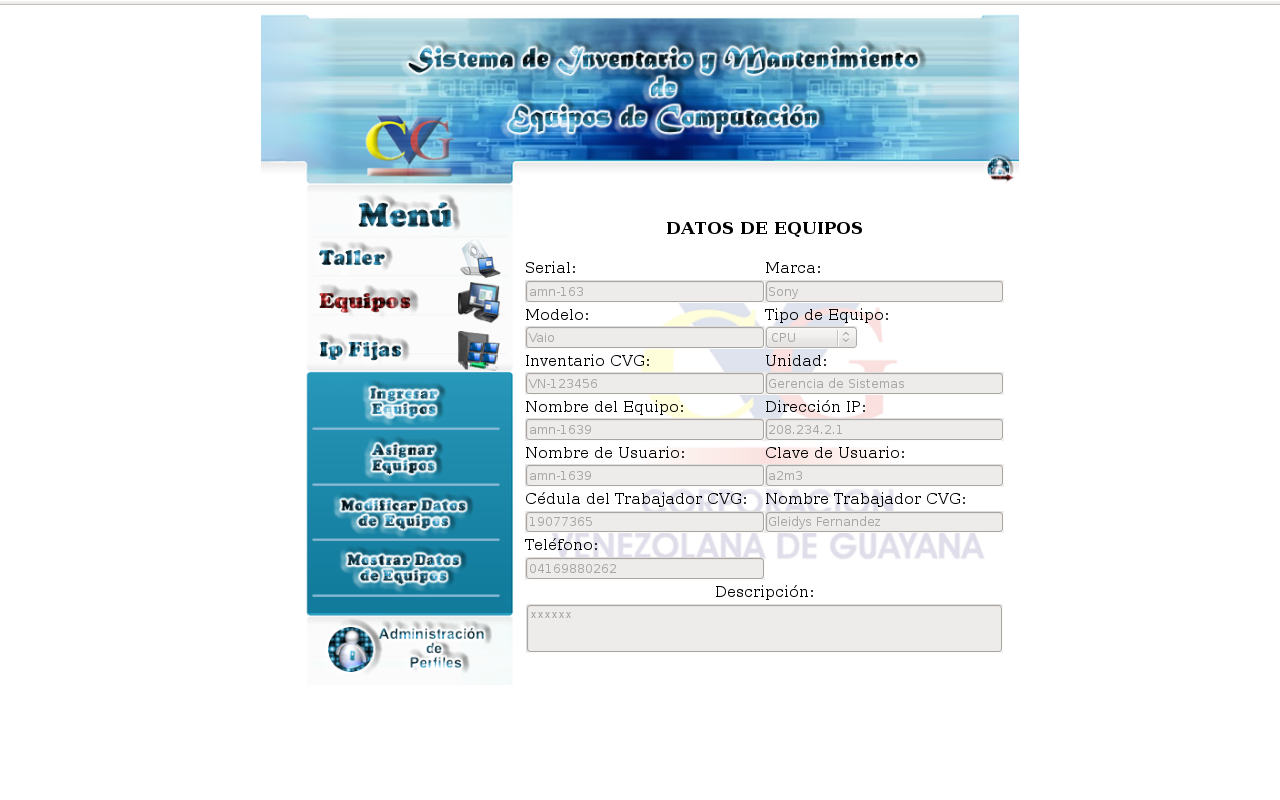 Sistema de Inventario y Mantenimiento
de
Equipos de Computación
CVG
Menú
Taller
Equipos
Ip Fijas
Ingresar
Equipos
Asignar
Equipos
Modificar Datos
de Equipos
Mostrar Datos
de Equipos
Administración
de
Perfiles
DATOS DE EQUIPOS
Serial: Marca:
amn-163 Sony
Modelo: Tipo de Equipo:
Vaio CPU
Inventario CVG: Unidad:
VN-123456 Gerencia de Sistemas
Nombre del Equipo: Dirección IP:
amn-1639 208.234.2.1
Nombre de Usuario: Clave de Usuario:
amn-1639 a2m3
Cédula del Trabajador CVG: Nombre Trabajador CVG:
19077365 Gleidys Fernandez
Teléfono:
04169880262
Descripción:
xxxxxx
CVG
CORPORACION
VENEZOLANA DE GUAYANA